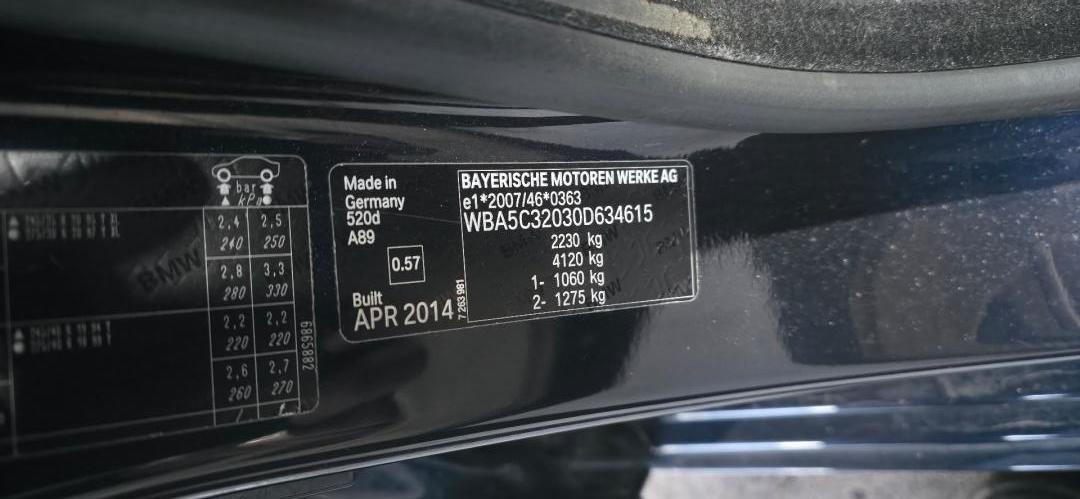 bar
kPa
2,4 2,5
240 250
2,8 3,3
280 330
2,2 2,2
220 220
2,6 2,7
260 270
6865882
BMW
Made in
Germany
520d
A89
0.57
Built
APR 2014
7 263 981
BAYERISCHE MOTOREN WERKE AG
e1*2007/46*0363
WBA5C32030D634615
2230 kg
4120 kg
1- 1060 kg
2- 1275 kg